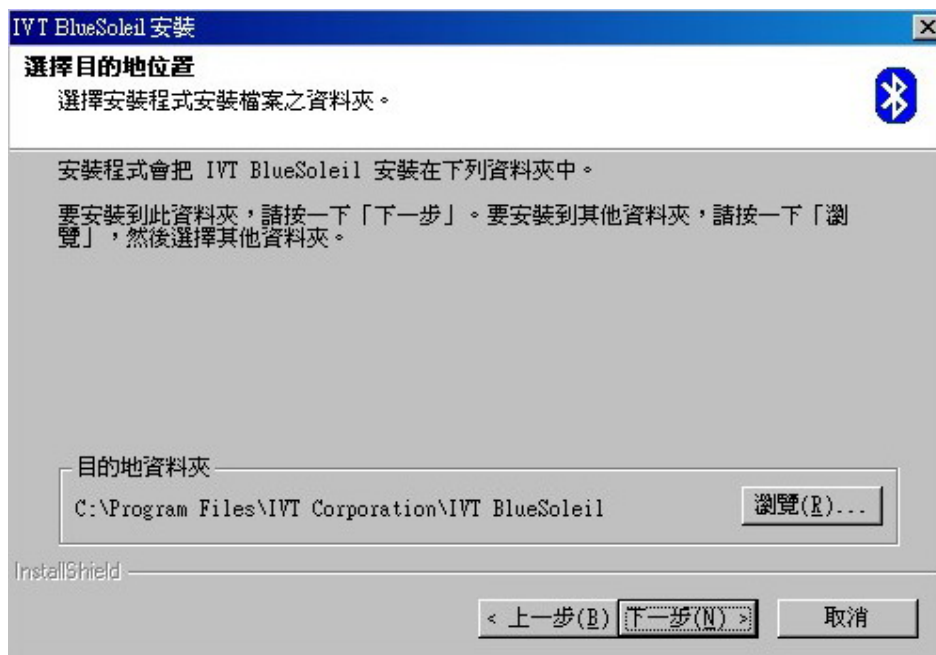 IVT BlueSoleil 安裝
選擇目的地位置
選擇安裝程式安裝檔案之資料夾。
安裝程式會把 IVT BlueSoleil 安裝在下列資料夾中。
要安裝到此資料夾，請按一下「下一步」。要安裝到其他資料夾，請按一下「瀏
覽」，然後選擇其他資料夾。
目的地資料夾
C:\Program Files\IVT Corporation\IVT BlueSoleil
瀏覽(R)...
InstallShield
< 上一步(B) 下一步(N) > 取消